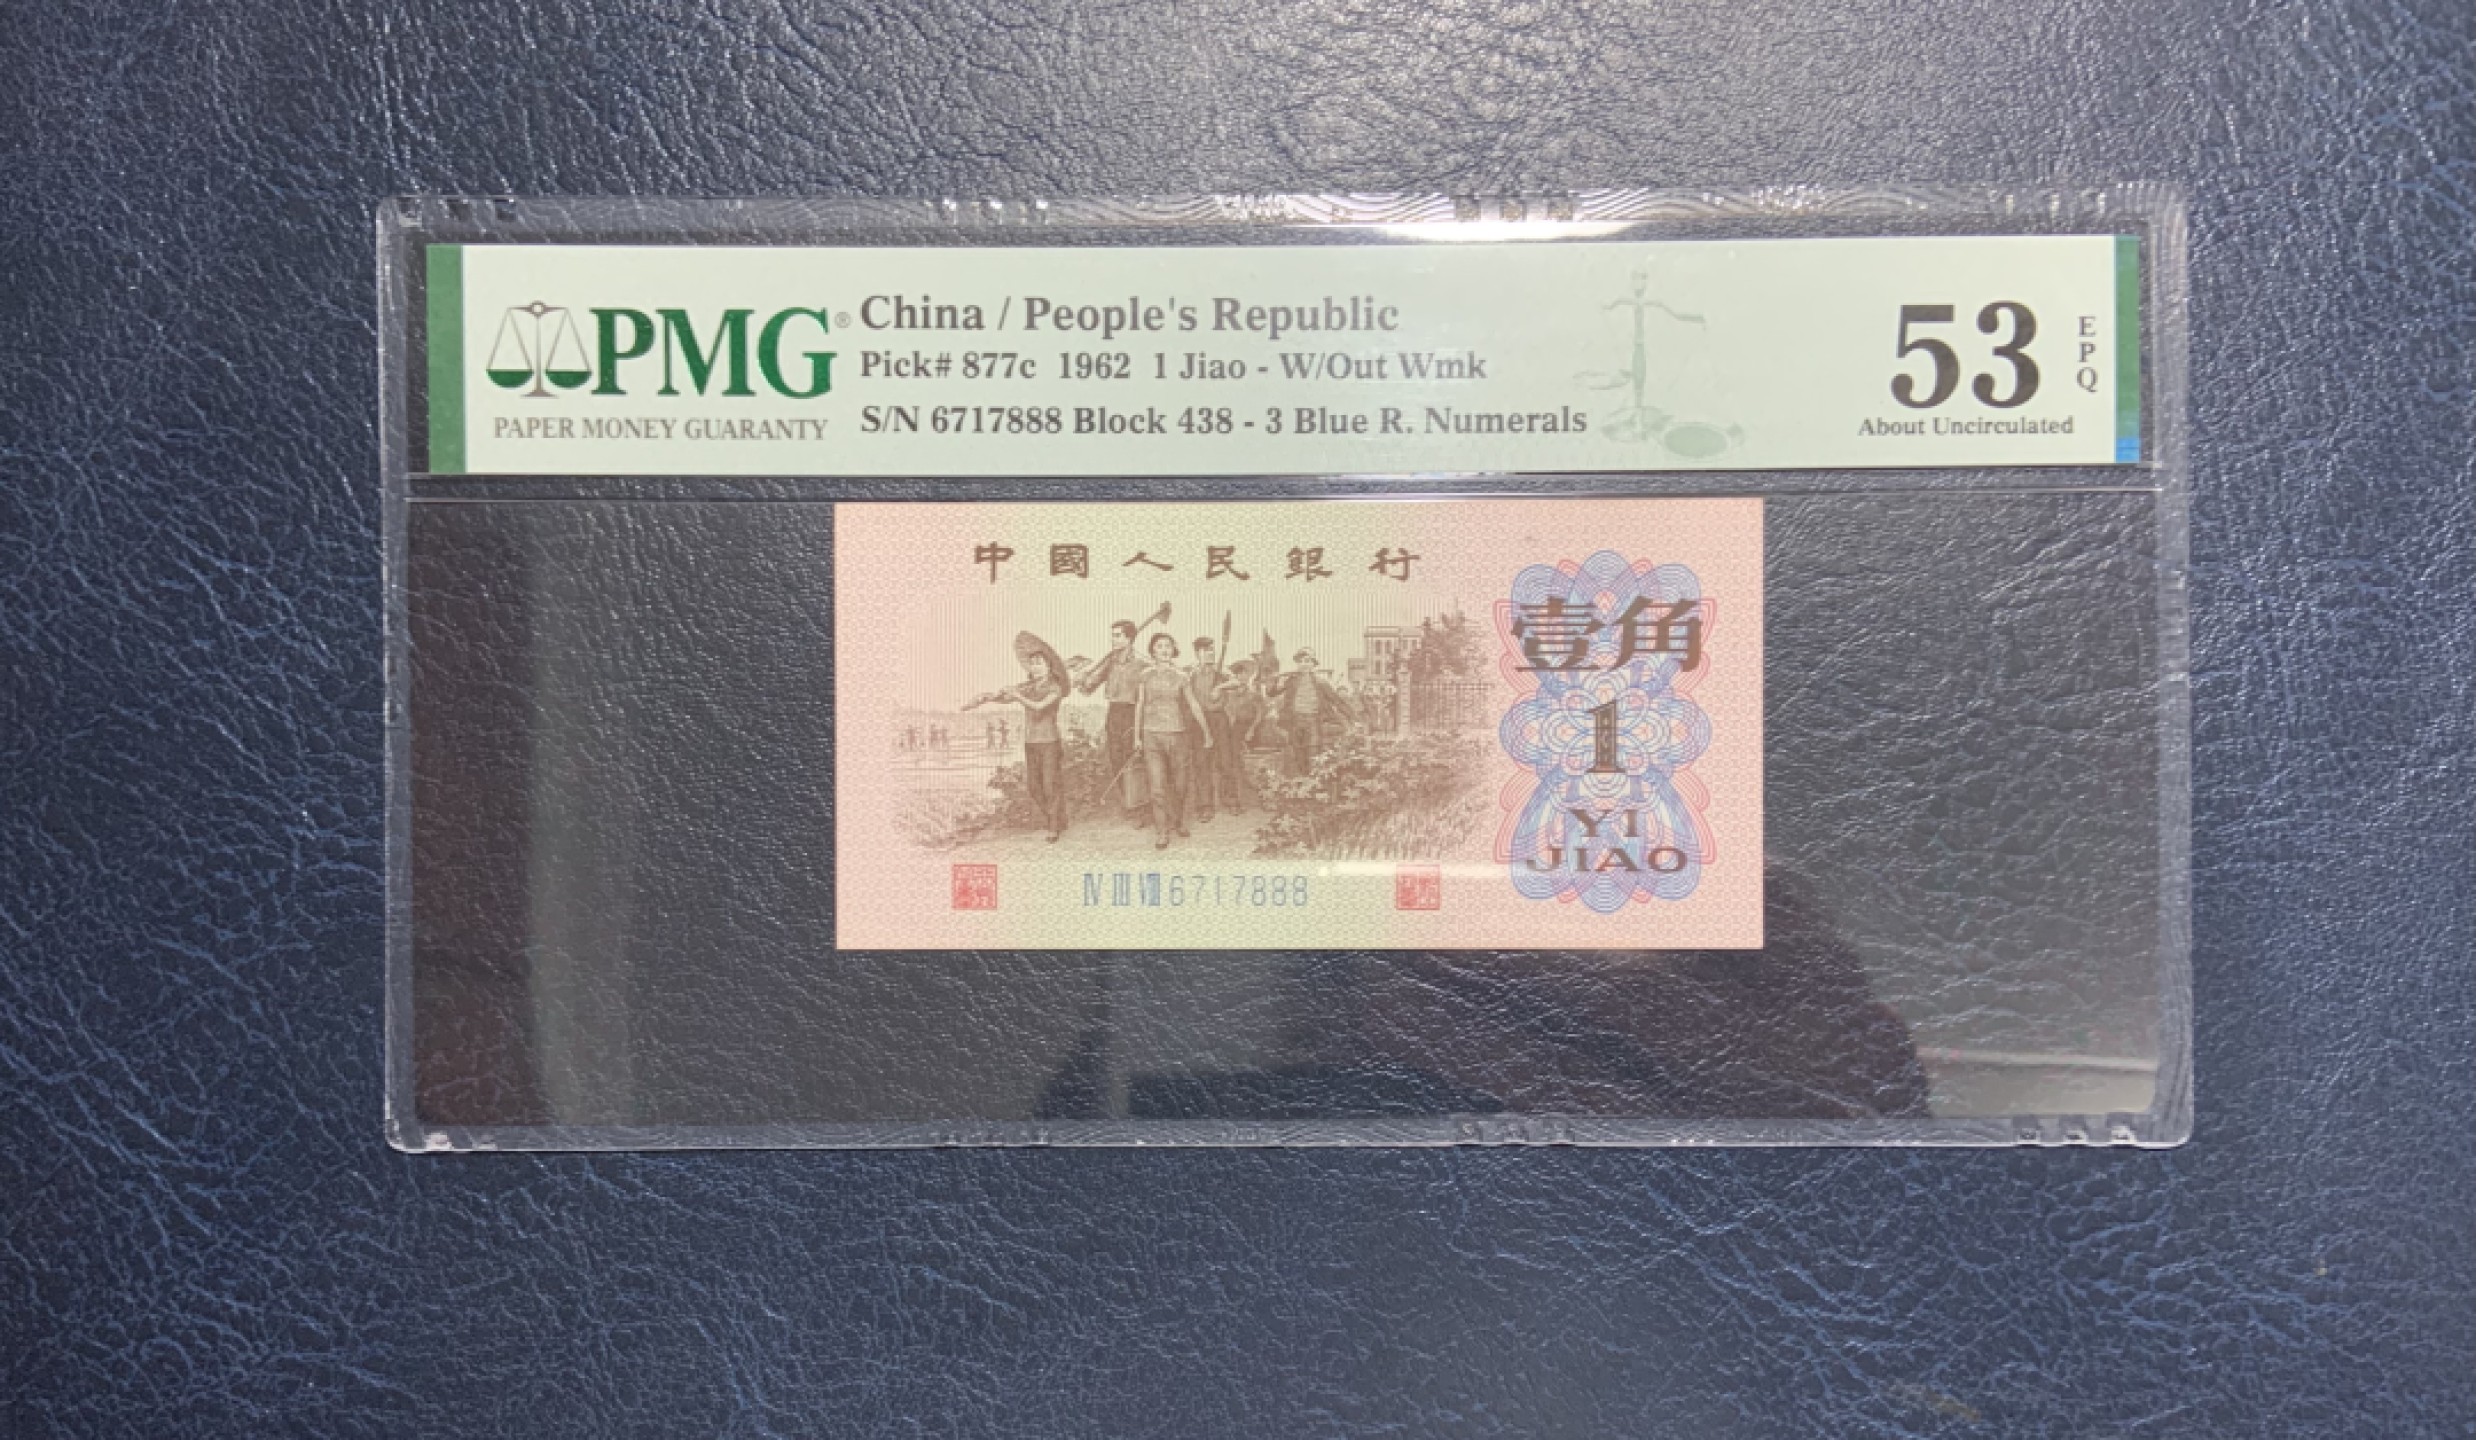 PMG®
PAPER MONEY GUARANTY
China / People's Republic
Pick# 877c 1962 1 Jiao - W/Out Wmk
S/N 6717888 Block 438 - 3 Blue R. Numerals
53
EPQ
About Uncirculated
中國人民銀行
壹角
1
YI
JIAO
Ⅳ Ⅲ Ⅷ 6717888